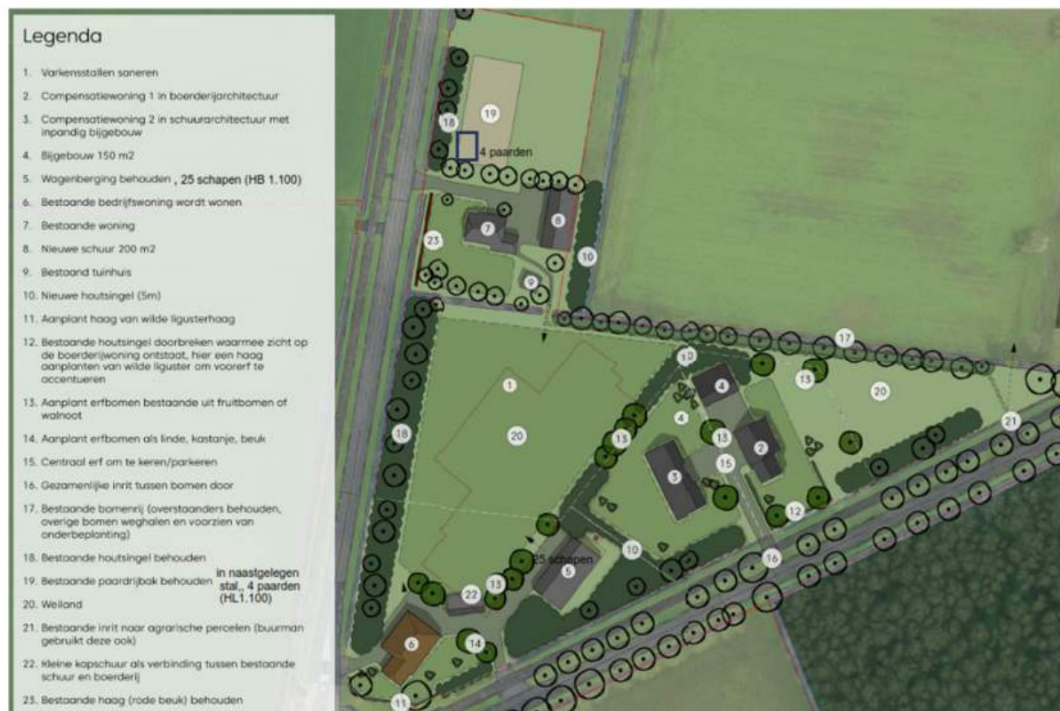 Legenda
1. Varkensstallen saneren
2. Compensatiewoning 1 in boerderijarchitectuur
3. Compensatiewoning 2 in schuurarchitectuur met
inpandig bijgebouw
4. Bijgebouw 150 m2
5. Wagenberging behouden , 25 schapen (HB 1.100)
6. Bestaande bedrijfswoning wordt wonen
7. Bestaande woning
8. Nieuwe schuur 200 m2
9. Bestaand tuinhuis
10. Nieuwe houtsingel (5m)
11. Aanplant haag van wilde ligusterhaag
12. Bestaande houtsingel doorbreken waarmee zicht op
de boerderijwoning ontstaat, hier een haag
aanplanten van wilde liguster om voorerf te
accentueren
13. Aanplant erfbomen bestaande uit fruitbomen of
walnoot
14. Aanplant erfbomen als linde, kastanje, beuk
15. Centraal erf om te keren/parkeren
16. Gezamenlijke inrit tussen bomen door
17. Bestaande bomenrij (overstaanders behouden,
overige bomen weghalen en voorzien van
onderbeplanting)
18. Bestaande houtsingel behouden
19. Bestaande paardrijbak behouden in naastgelegen
stal,, 4 paarden
(HL1.100)
20. Weiland
21. Bestaande inrit naar agrarische percelen (buurman
gebruikt deze ook)
22. Kleine kapschuur als verbinding tussen bestaande
schuur en boerderij
23. Bestaande haag (rode beuk) behouden
19
18
4 paarden
7
8
23
10
9
17
1
13
4
20
18
20
4
13
13
2
21
3
15
12
10
16
25 schapen
5
13
22
6
14
11